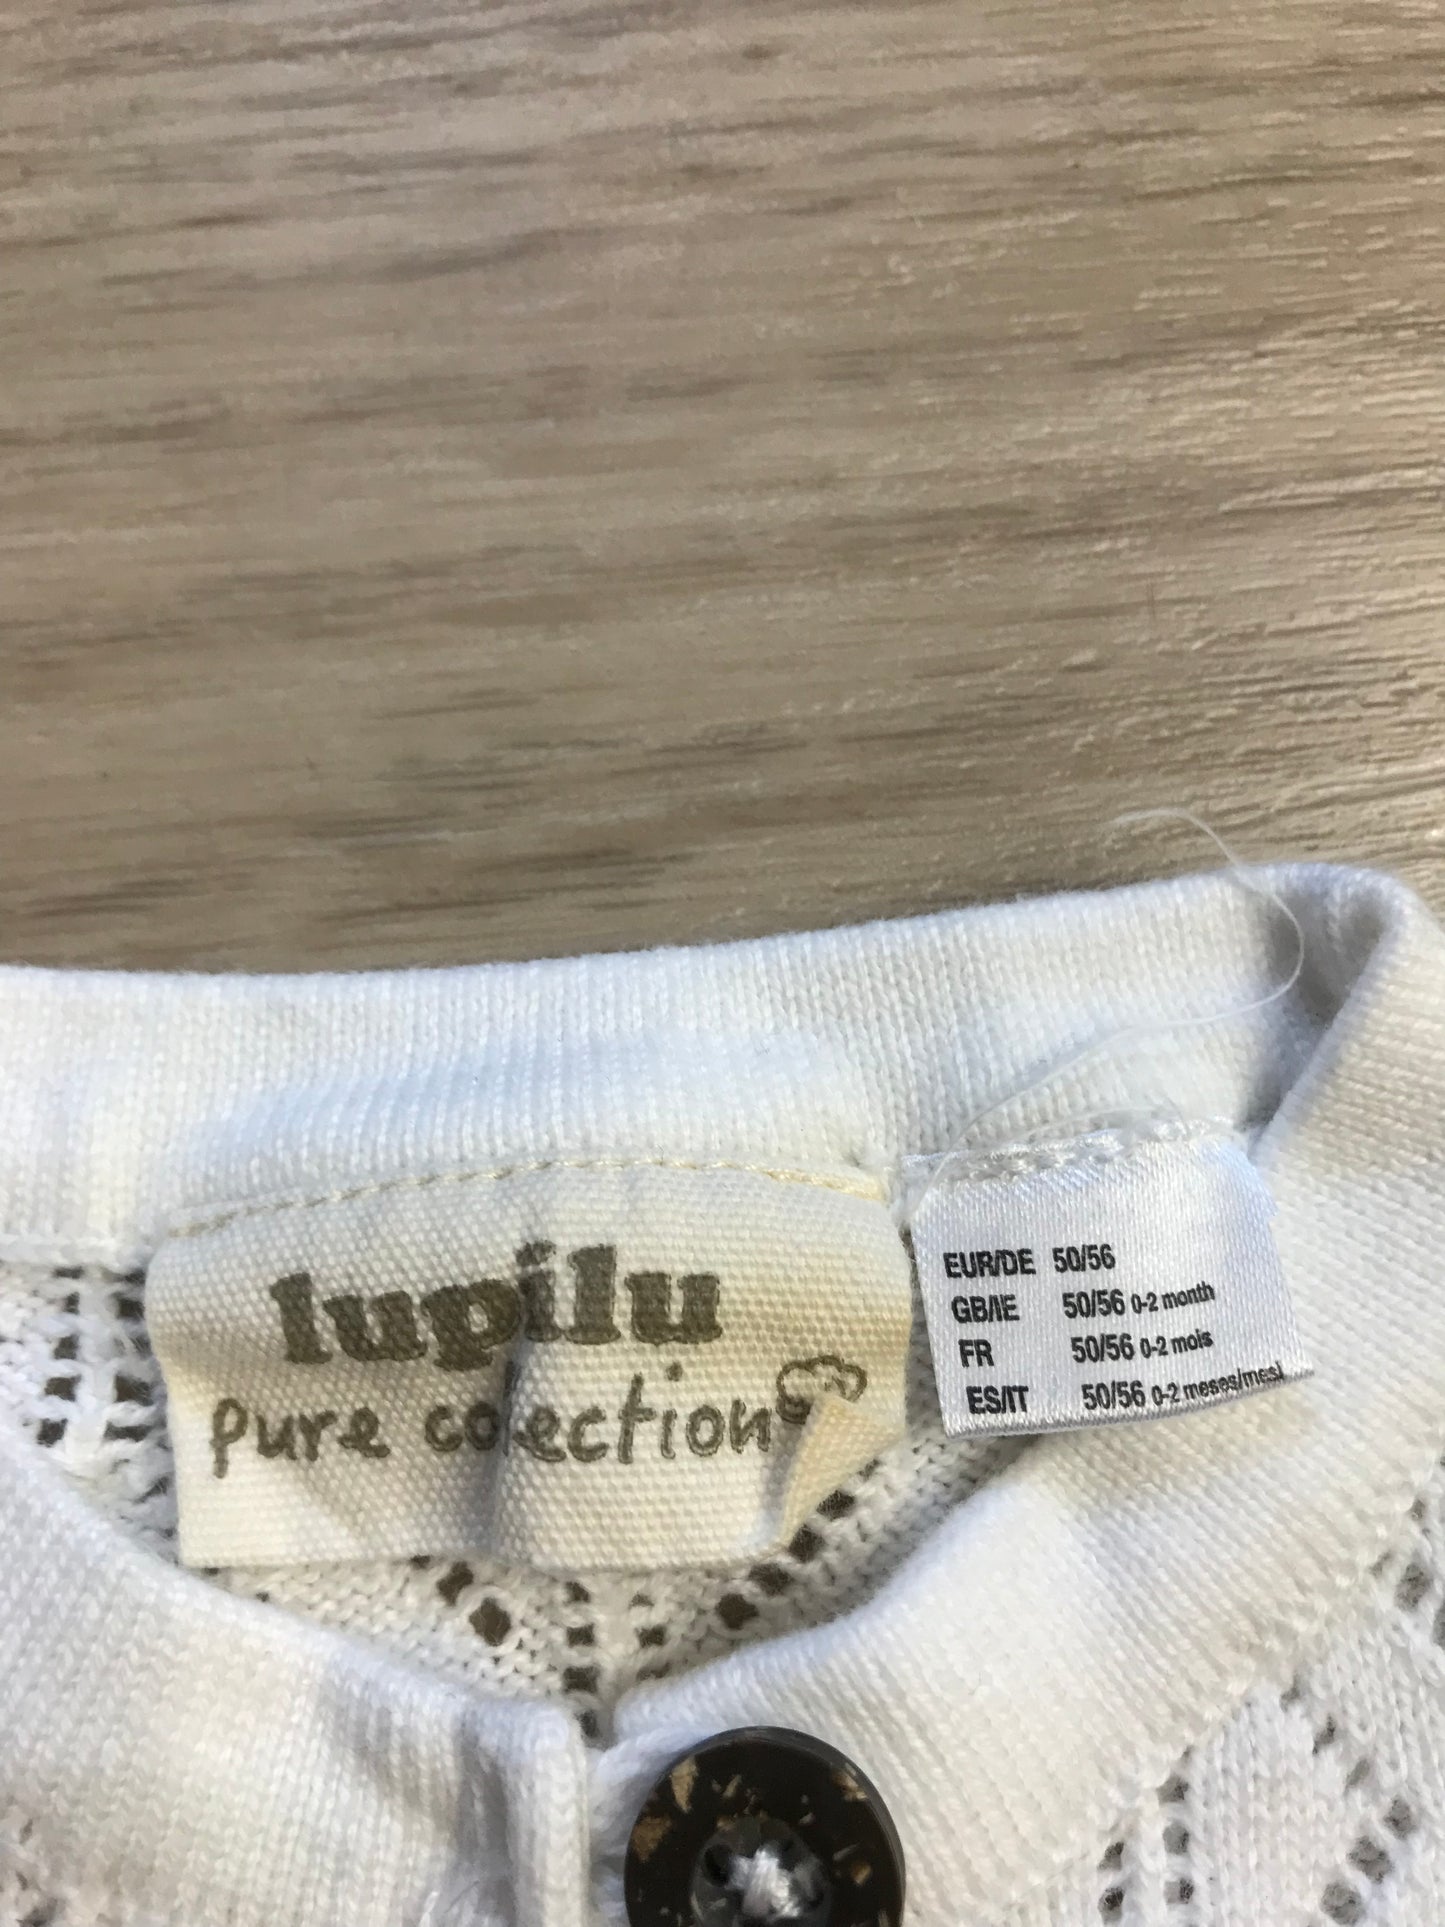 lupilu
pure collection
EUR/DE 50/56
GB/IE 50/56 0-2 month
FR 50/56 0-2 mois
ES/IT 50/56 0-2 meses/mesi